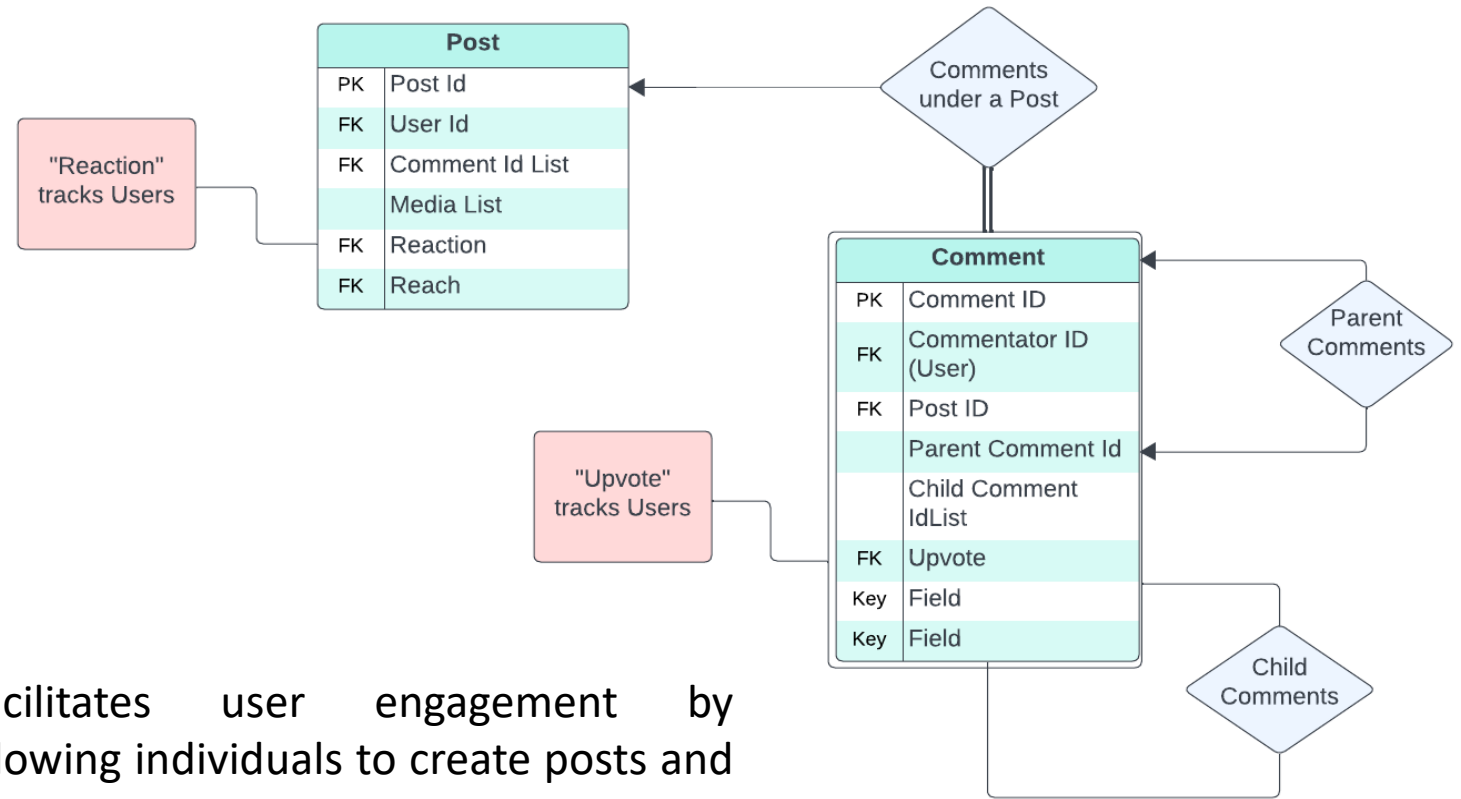 Post
PK Post Id
FK User Id
FK Comment Id List
Media List
FK Reaction
FK Reach
"Reaction"
tracks Users
Comments
under a Post
Comment
PK Comment ID
FK Commentator ID
(User)
FK Post ID
Parent Comment Id
Child Comment
IdList
FK Upvote
Key Field
Key Field
Parent
Comments
"Upvote"
tracks Users
Child
Comments
cilitates user engagement by
lowing individuals to create posts and